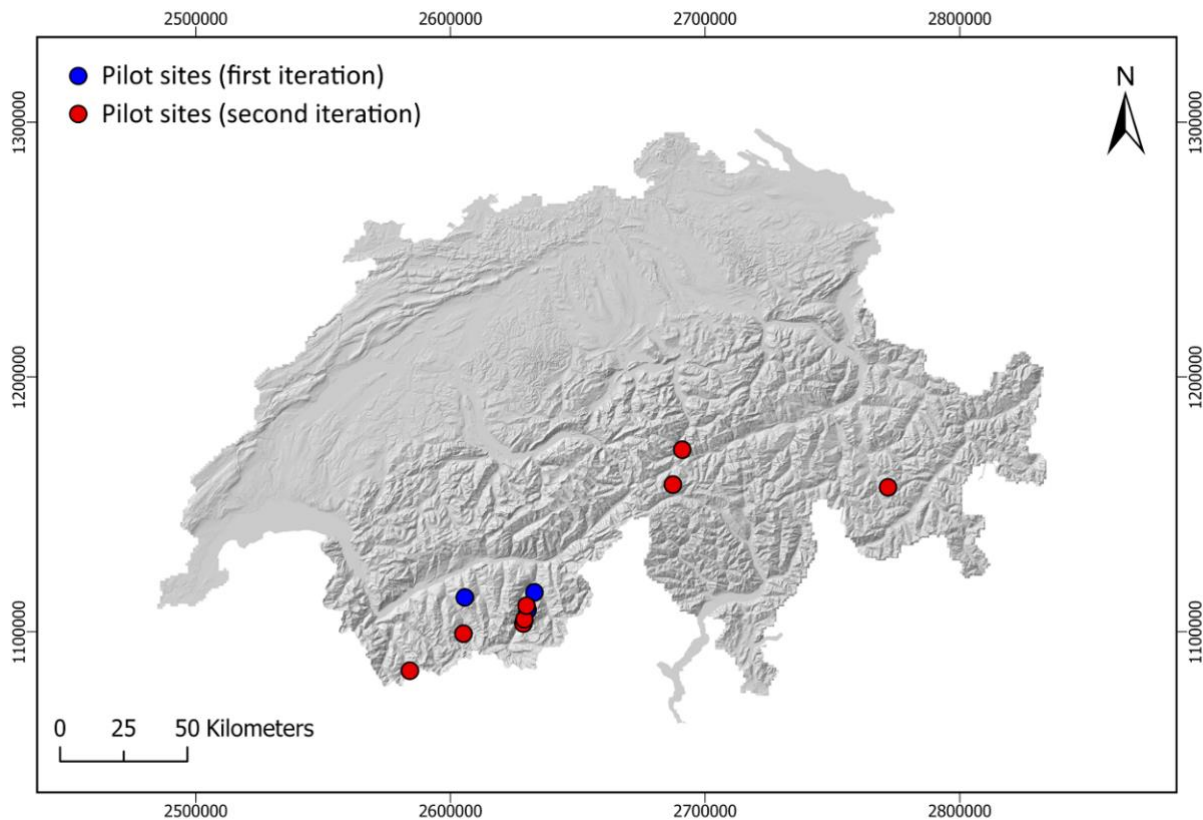 2500000 2600000 2700000 2800000
Pilot sites (first iteration)
Pilot sites (second iteration)
N
1300000 1300000
1200000 1200000
1100000 1100000
0 25 50 Kilometers
2500000 2600000 2700000 2800000